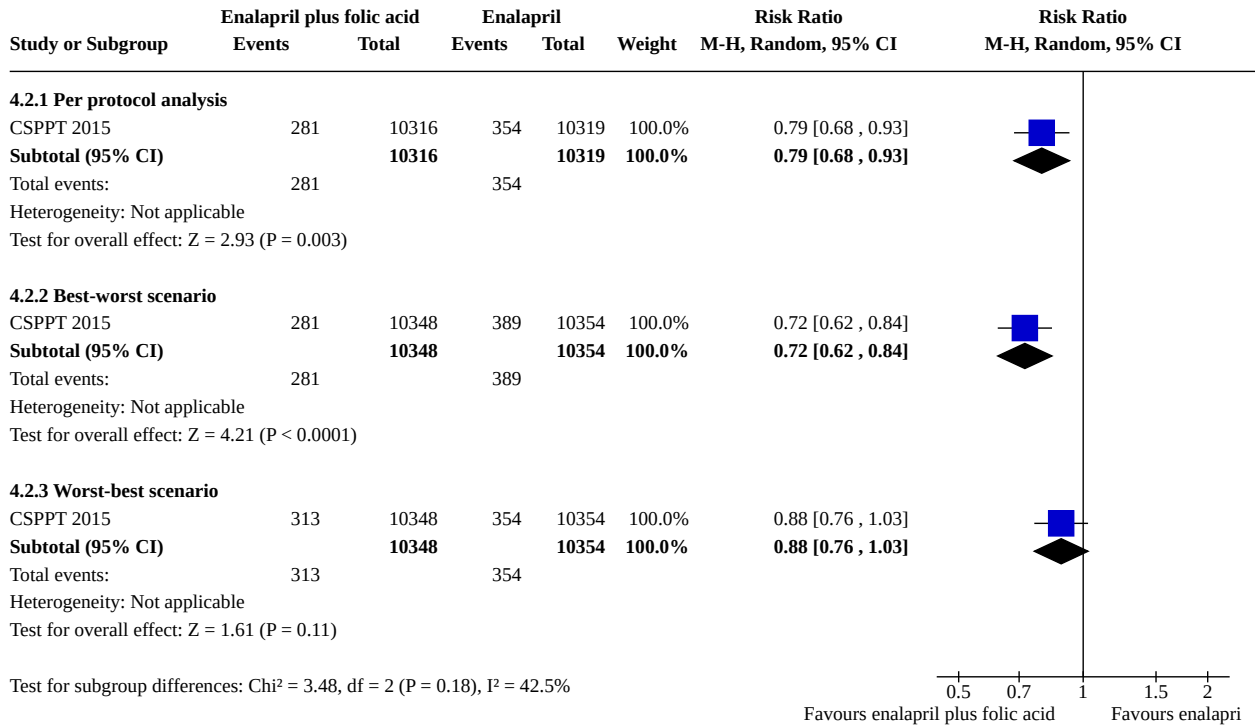 Enalapril plus folic acid Enalapril Risk Ratio Risk Ratio
Study or Subgroup Events Total Events Total Weight M-H, Random, 95% CI M-H, Random, 95% CI
4.2.1 Per protocol analysis
CSPPT 2015 281 10316 354 10319 100.0% 0.79 [0.68 , 0.93]
Subtotal (95% CI) 10316 10319 100.0% 0.79 [0.68 , 0.93]
Total events: 281 354
Heterogeneity: Not applicable
Test for overall effect: Z = 2.93 (P = 0.003)
4.2.2 Best-worst scenario
CSPPT 2015 281 10348 389 10354 100.0% 0.72 [0.62 , 0.84]
Subtotal (95% CI) 10348 10354 100.0% 0.72 [0.62 , 0.84]
Total events: 281 389
Heterogeneity: Not applicable
Test for overall effect: Z = 4.21 (P < 0.0001)
4.2.3 Worst-best scenario
CSPPT 2015 313 10348 354 10354 100.0% 0.88 [0.76 , 1.03]
Subtotal (95% CI) 10348 10354 100.0% 0.88 [0.76 , 1.03]
Total events: 313 354
Heterogeneity: Not applicable
Test for overall effect: Z = 1.61 (P = 0.11)
Test for subgroup differences: Chi² = 3.48, df = 2 (P = 0.18), I² = 42.5%
0.5 0.7 1 1.5 2
Favours enalapril plus folic acid Favours enalapri